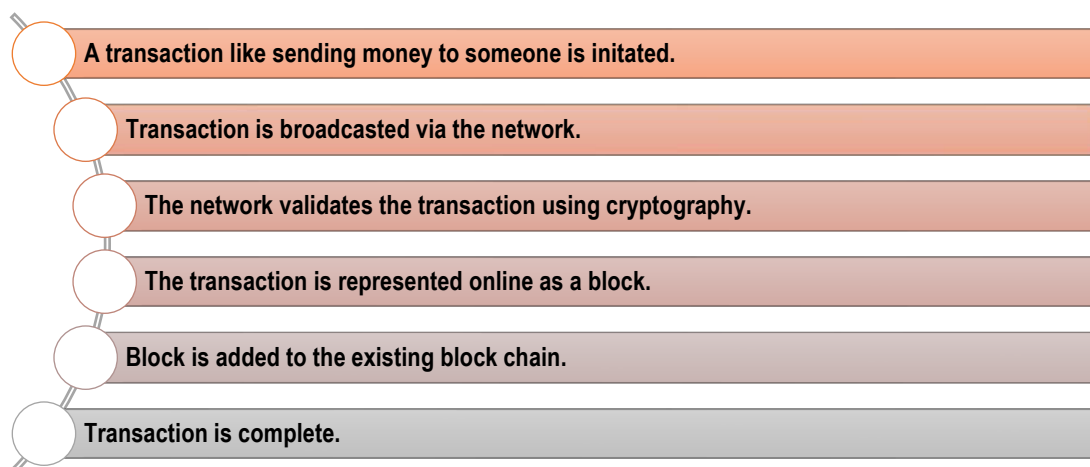 A transaction like sending money to someone is initated.
Transaction is broadcasted via the network.
The network validates the transaction using cryptography.
The transaction is represented online as a block.
Block is added to the existing block chain.
Transaction is complete.